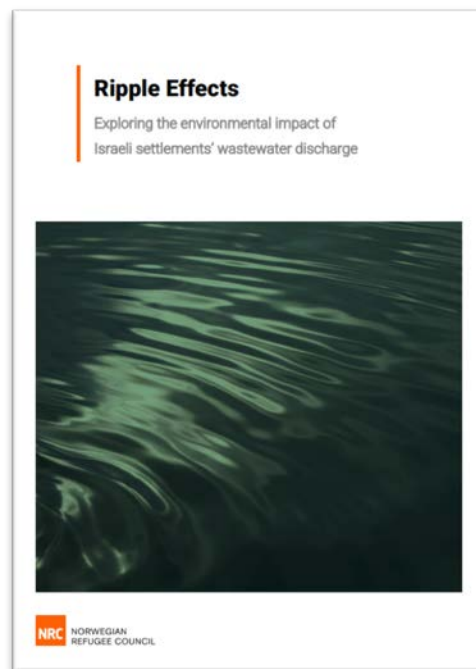 Ripple Effects
Exploring the environmental impact of
Israeli settlements' wastewater discharge
NRC
NORWEGIAN
REFUGEE COUNCIL